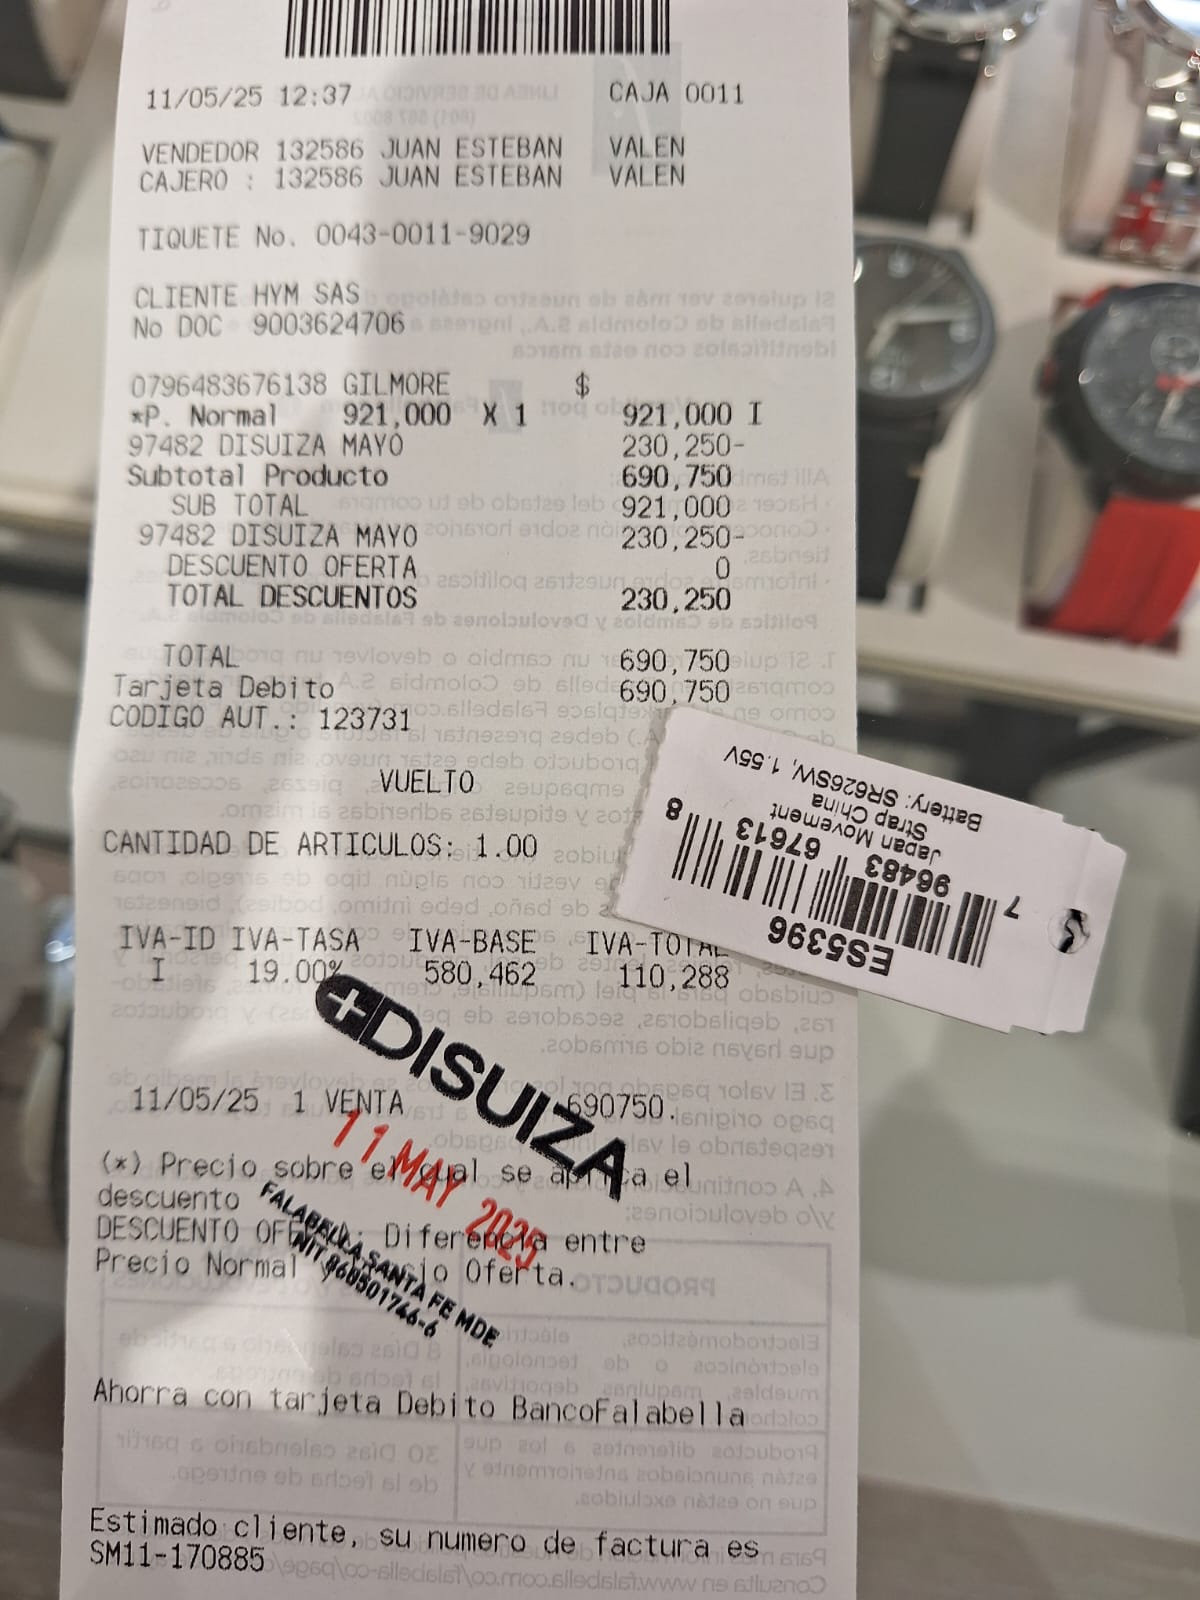 11/05/25 12:37 CAJA 0011
VENDEDOR 132586 JUAN ESTEBAN VALEN
CAJERO : 132586 JUAN ESTEBAN VALEN
TIQUETE No. 0043-0011-9029
CLIENTE HYM SAS
No DOC 9003624706
0796483676138 GILMORE $
*P. Normal 921,000 X 1 921,000 I
97482 DISUIZA MAYO 230,250-
Subtotal Producto 690,750
SUB TOTAL 921,000
97482 DISUIZA MAYO 230,250-
DESCUENTO OFERTA 0
TOTAL DESCUENTOS 230,250
TOTAL 690,750
Tarjeta Debito 690,750
CODIGO AUT.: 123731
VUELTO
CANTIDAD DE ARTICULOS: 1.00
IVA-ID IVA-TASA IVA-BASE IVA-TOTAL
I 19.00% 580,462 110,288
11/05/25 1 VENTA 690750.
(*) Precio sobre el cual se aplica el
descuento
DESCUENTO : Diferencia entre
Precio Normal Oferta.
Ahorra con tarjeta Debito BancoFalabella
Estimado cliente, su numero de factura es
SM11-170885
DISUIZA
11 MAY 2025
FALABELLA SANTA FE MDE
NIT 860501746-6
ES5396
7 96483 67613 8
Japan Movement
Strap China
Battery: SR626SW, 1.55V